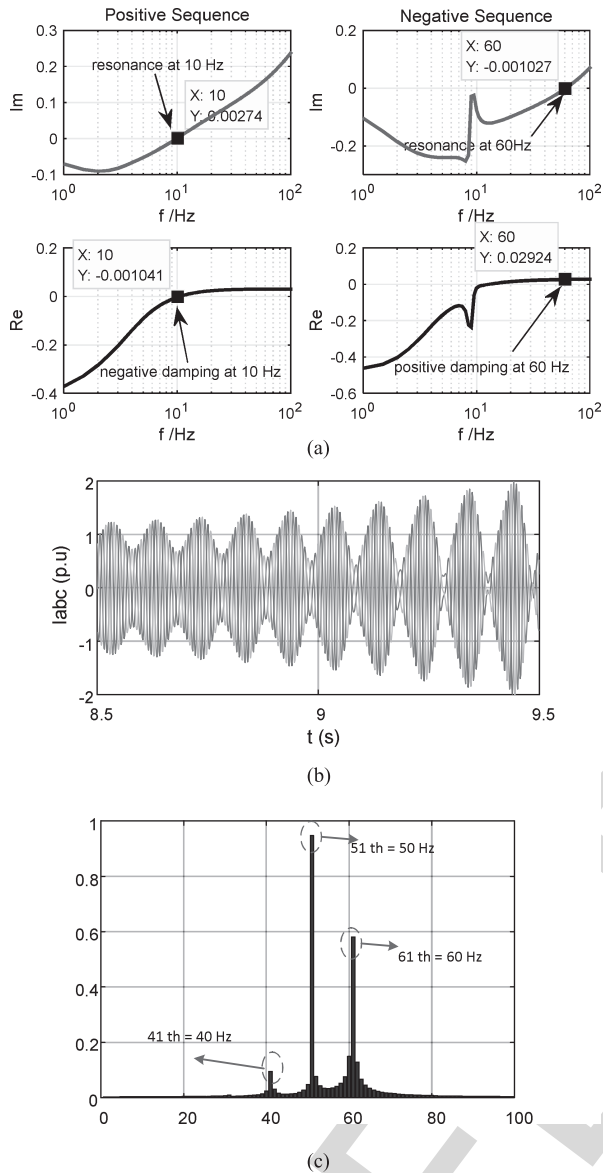 Positive Sequence
Negative Sequence
0.3
0.2
0.1
0
-0.1
Im
resonance at 10 Hz
X: 10
Y: 0.00274
10^0
10^1
10^2
f /Hz
0
-0.2
Im
X: 60
Y: -0.001027
resonance at 60Hz
10^0
10^1
10^2
f /Hz
0.2
0
-0.2
-0.4
Re
X: 10
Y: -0.001041
negative damping at 10 Hz
10^0
10^1
10^2
f /Hz
0.2
0
-0.2
-0.4
-0.6
Re
X: 60
Y: 0.02924
positive damping at 60 Hz
10^0
10^1
10^2
f /Hz
(a)
2
1
0
-1
-2
Iabc (p.u)
8.5
9
9.5
t (s)
(b)
1
0.8
0.6
0.4
0.2
0
51 th = 50 Hz
61 th = 60 Hz
41 th = 40 Hz
0
20
40
60
80
100
(c)